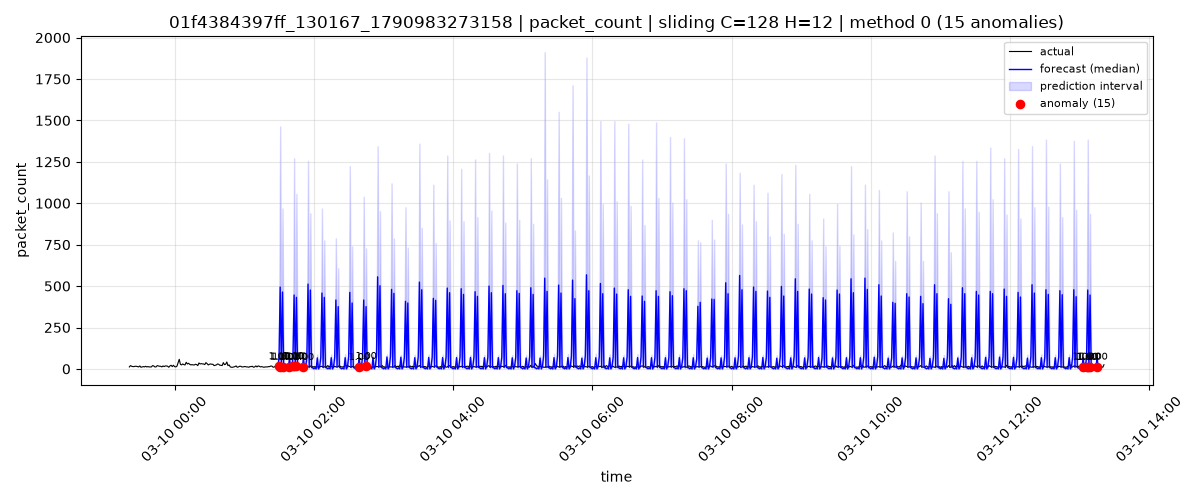 01f4384397ff_130167_1790983273158 | packet_count | sliding C=128 H=12 | method 0 (15 anomalies)
actual
forecast (median)
prediction interval
anomaly (15)
packet_count
2000
1750
1500
1250
1000
750
500
250
0
03-10 00:00
03-10 02:00
03-10 04:00
03-10 06:00
03-10 08:00
03-10 10:00
03-10 12:00
03-10 14:00
time